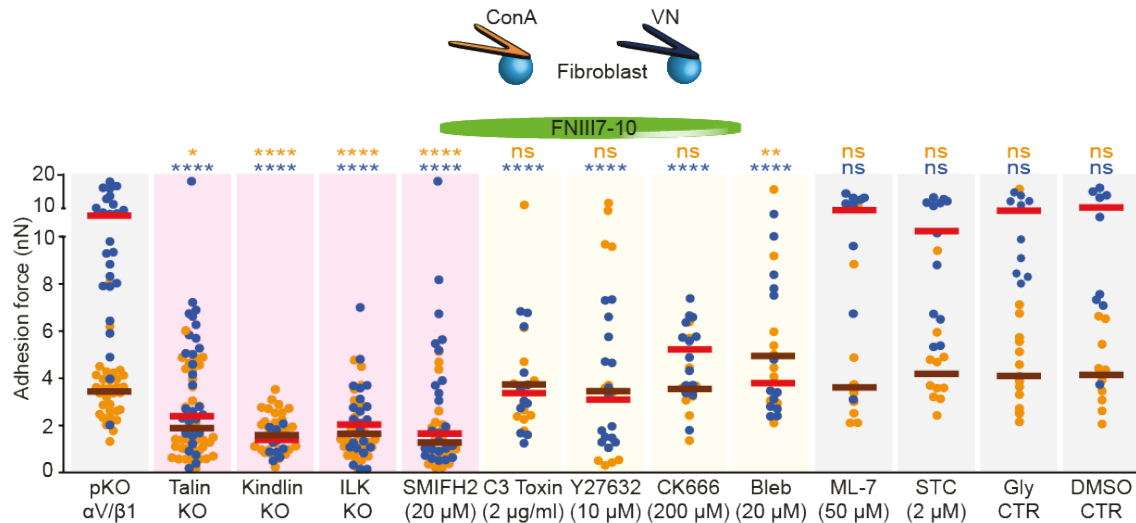 ConA VN
Fibroblast
FNIII7-10
* **** **** **** ns ns ns ** ns ns ns ns
**** **** **** **** **** **** **** **** ns ns ns ns
Adhesion force (nN)
20
10
10
8
6
4
2
0
pKO Talin Kindlin ILK SMIFH2 C3 Toxin Y27632 CK666 Bleb ML-7 STC Gly DMSO
αV/β1 KO KO KO (20 µM) (2 µg/ml) (10 µM) (200 µM) (20 µM) (50 µM) (2 µM) CTR CTR